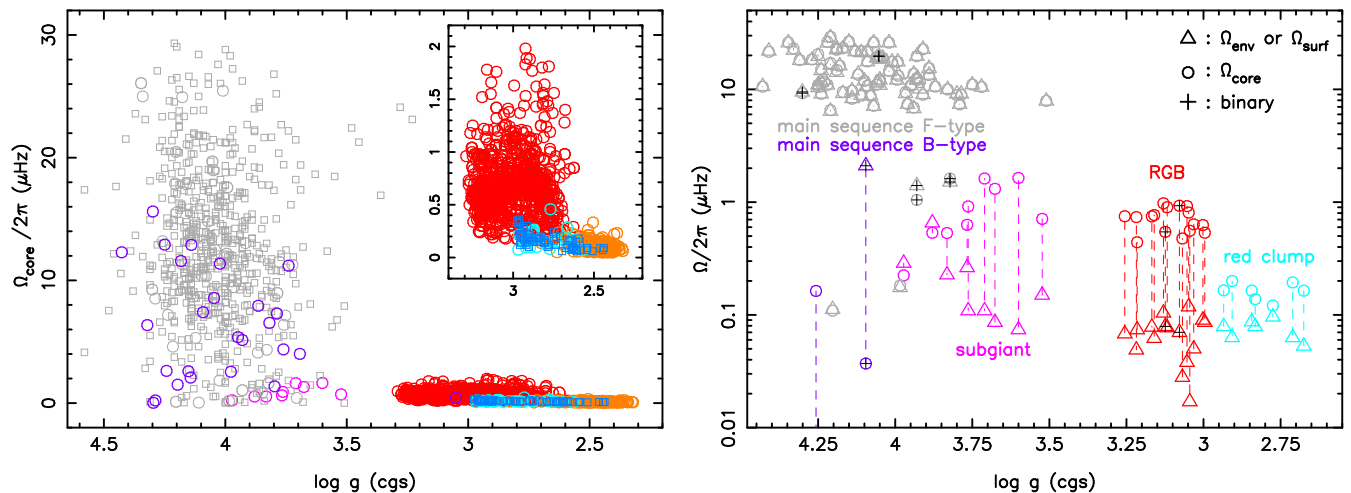 30
20
10
0
Ω_core/2π (μHz)
2
1.5
1
0.5
0
3
2.5
4.5
4
3.5
3
2.5
log g (cgs)
10
1
0.1
0.01
Ω/2π (μHz)
△ : Ω_env or Ω_surf
○ : Ω_core
+ : binary
main sequence F-type
main sequence B-type
RGB
red clump
subgiant
4.25
4
3.75
3.5
3.25
3
2.75
log g (cgs)